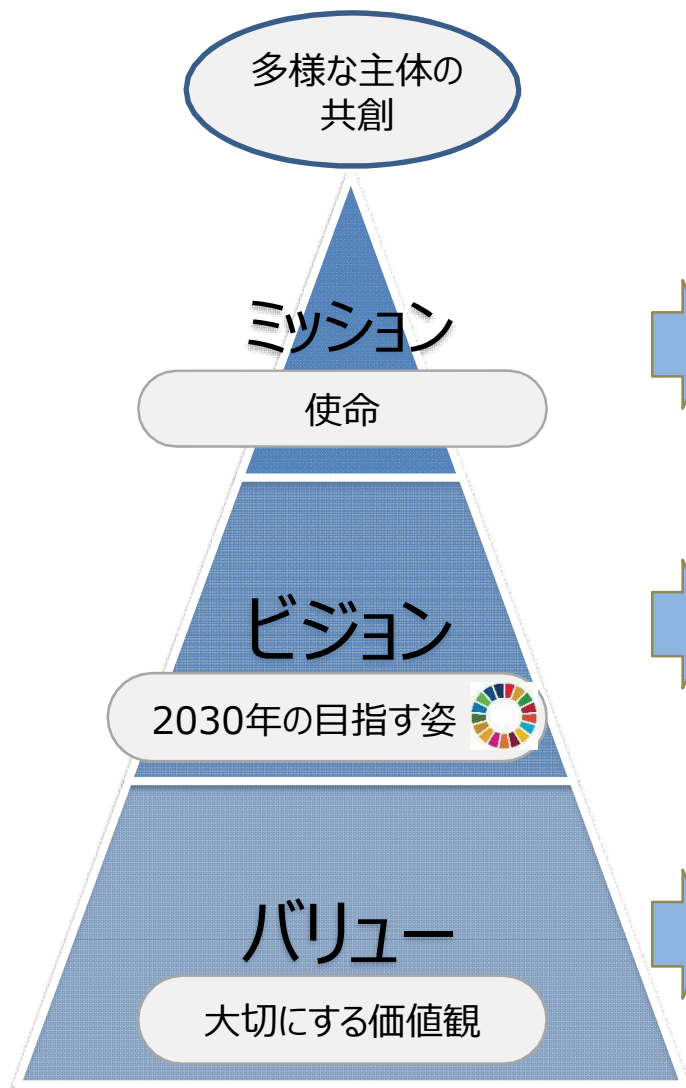 多様な主体の
共創
ミッション
使命
ビジョン
2030年の目指す姿
バリュー
大切にする価値観